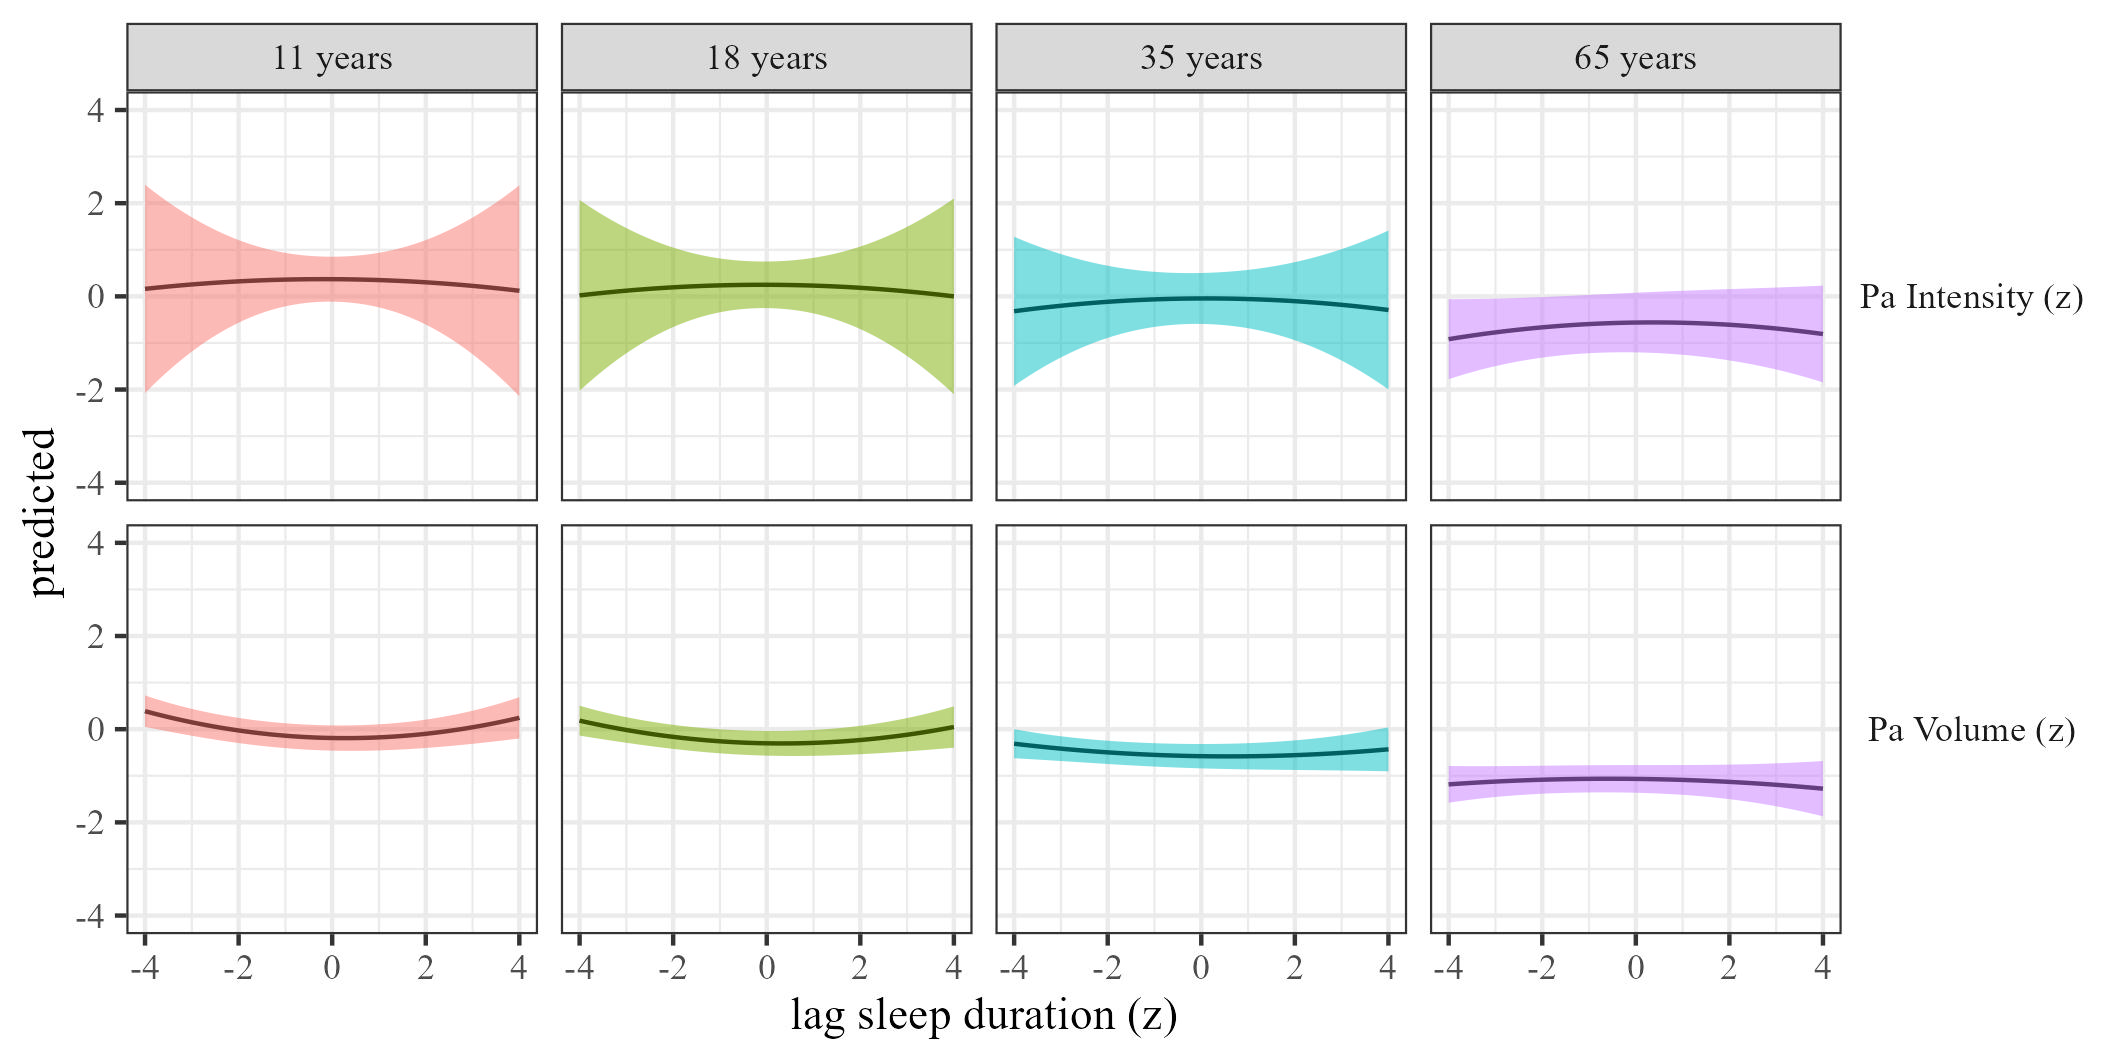 11 years
18 years
35 years
65 years
4
2
0
-2
-4
Pa Intensity (z)
predicted
4
2
0
-2
-4
Pa Volume (z)
-4 -2 0 2 4
-4 -2 0 2 4
-4 -2 0 2 4
-4 -2 0 2 4
lag sleep duration (z)